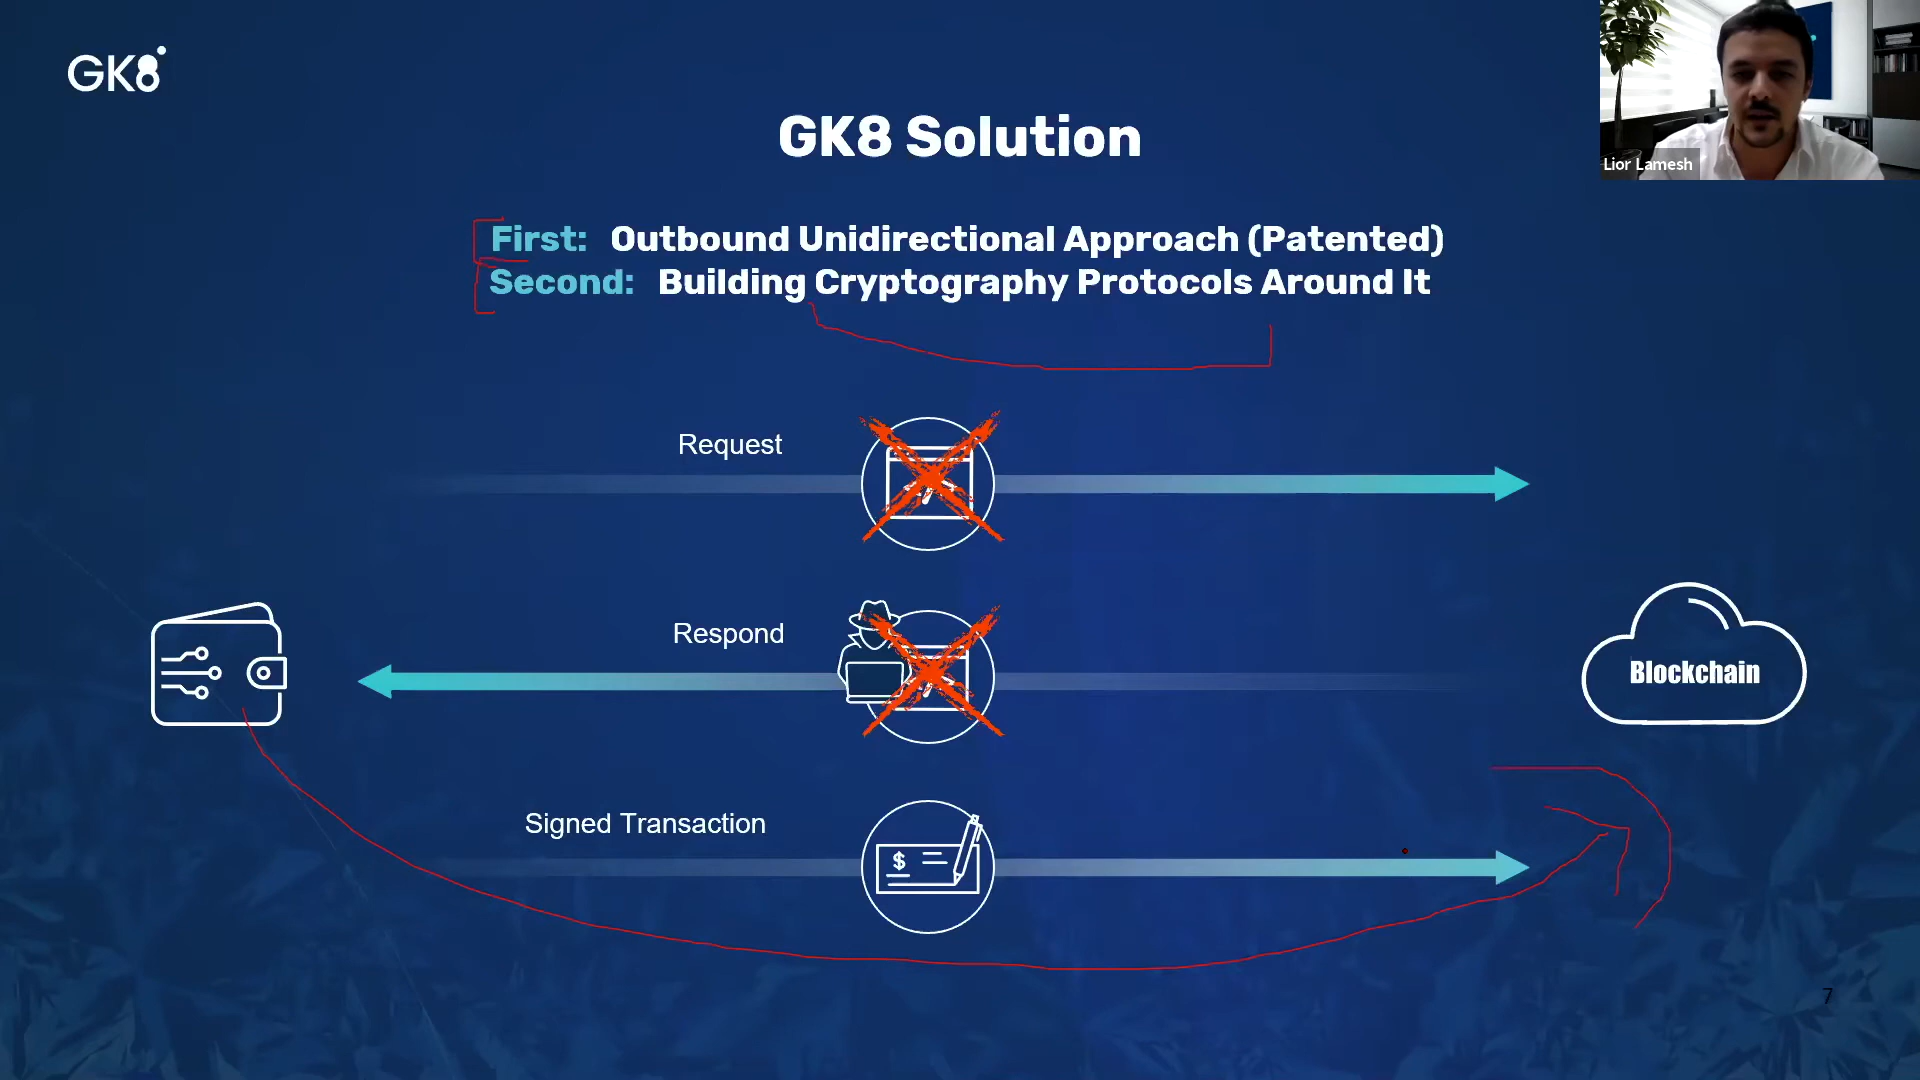 GK8
GK8 Solution
Lior Lamesh
First: Outbound Unidirectional Approach (Patented)
Second: Building Cryptography Protocols Around It
Request
Respond
Blockchain
Signed Transaction
$
7